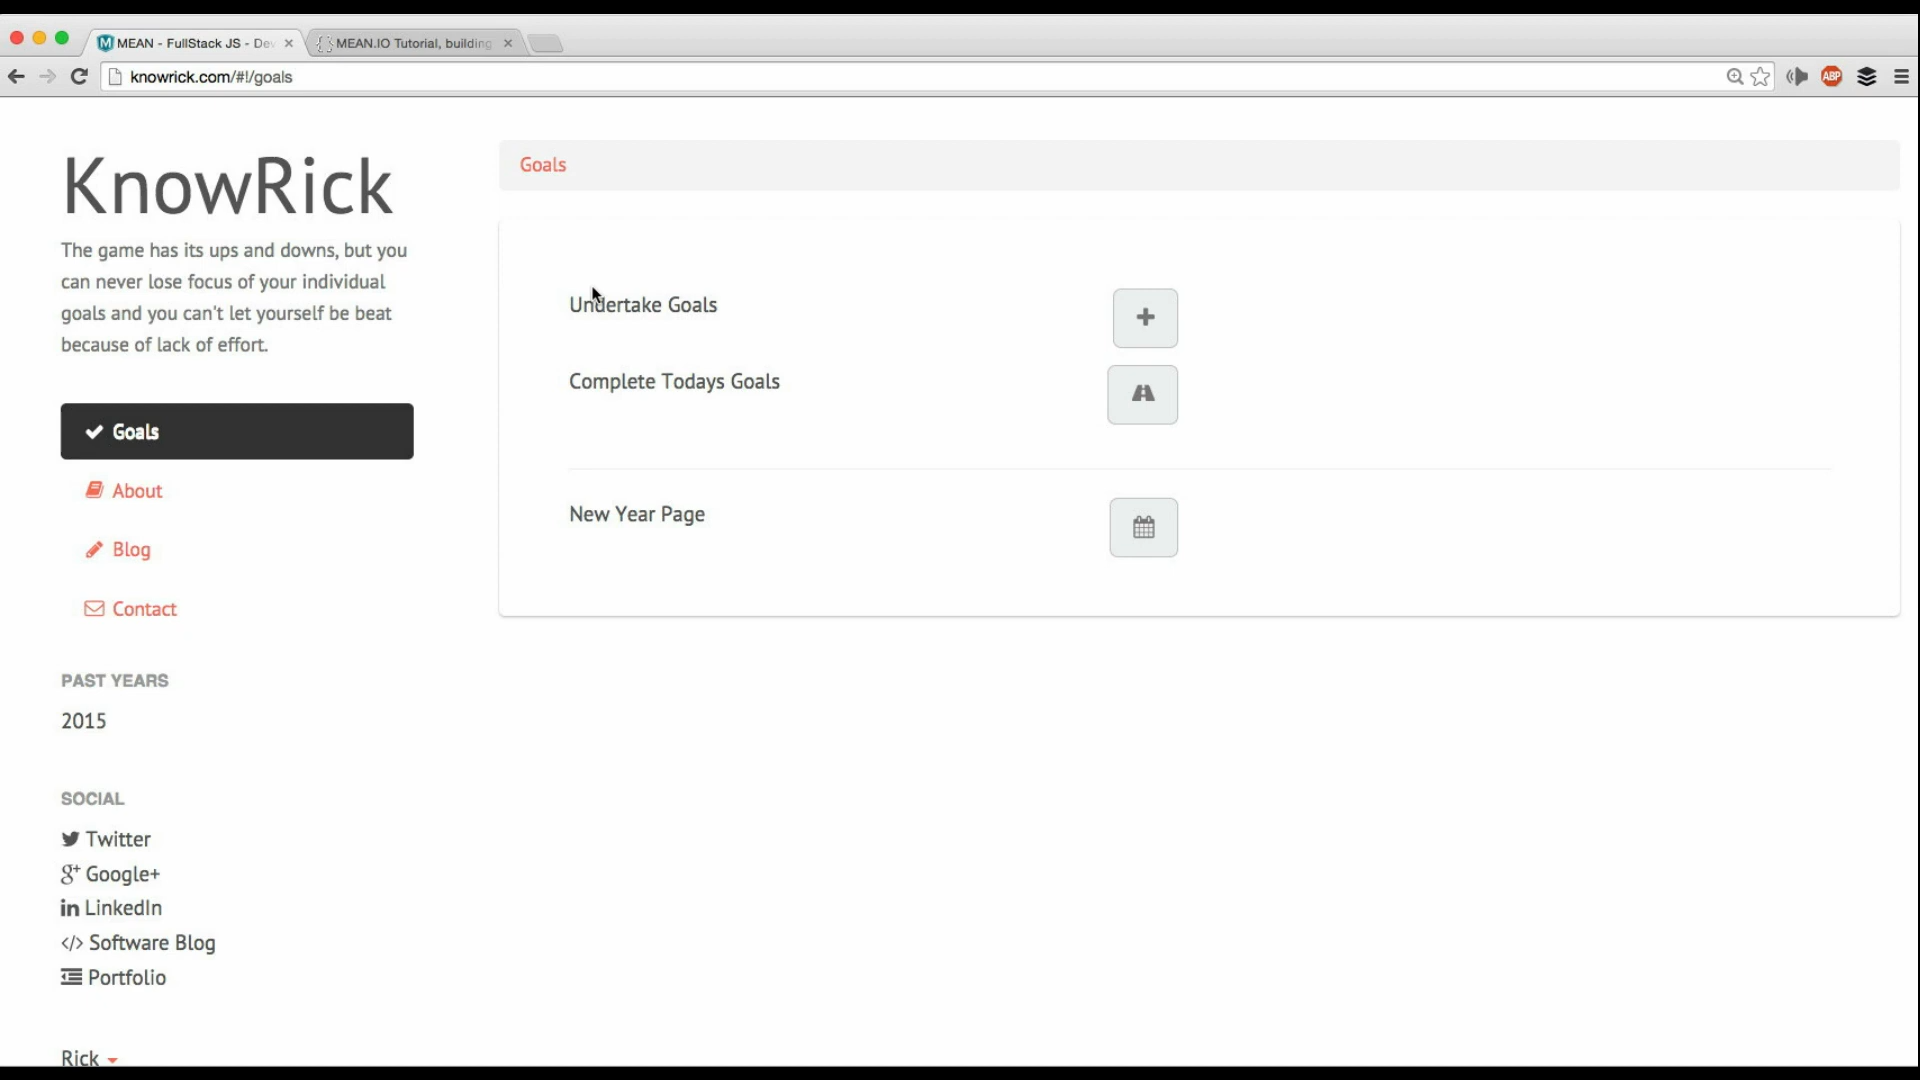 MEAN - FullStack JS - Dev
MEAN.IO Tutorial, building
knowrick.com/#!/goals
ABP
KnowRick
The game has its ups and downs, but you
can never lose focus of your individual
goals and you can't let yourself be beat
because of lack of effort.
Goals
About
Blog
Contact
PAST YEARS
2015
SOCIAL
Twitter
Google+
LinkedIn
Software Blog
Portfolio
Rick
Goals
Undertake Goals
Complete Todays Goals
New Year Page